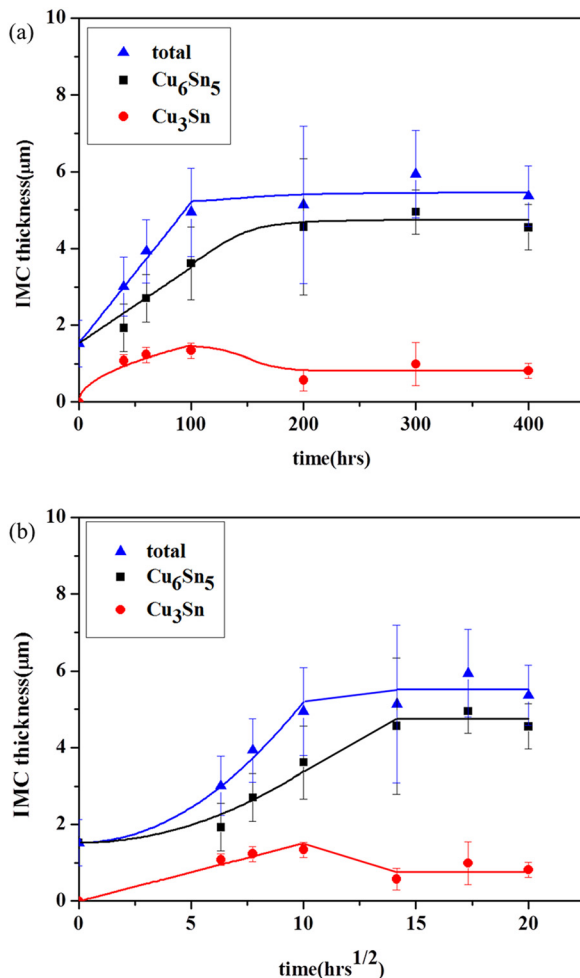 (a)
10
8
6
4
2
0
IMC thickness(μm)
total
Cu6Sn5
Cu3Sn
0 100 200 300 400
time(hrs)
(b)
10
8
6
4
2
0
IMC thickness(μm)
total
Cu6Sn5
Cu3Sn
0 5 10 15 20
time(hrs1/2)